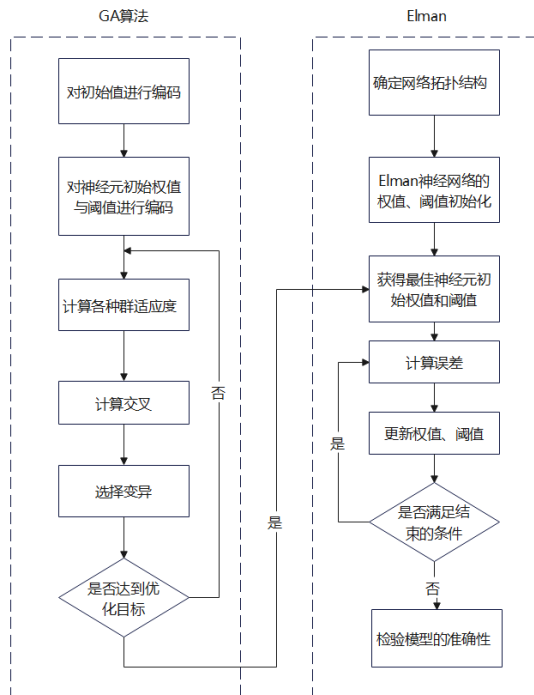 GA算法
对初始值进行编码
对神经元初始权值
与阈值进行编码
计算各种群适应度
计算交叉
选择变异
是否达到优
化目标
否
是
Elman
确定网络拓扑结构
Elman神经网络的
权值、阈值初始化
获得最佳神经元初
始权值和阈值
计算误差
更新权值、阈值
是否满足结
束的条件
是
否
检验模型的准确性